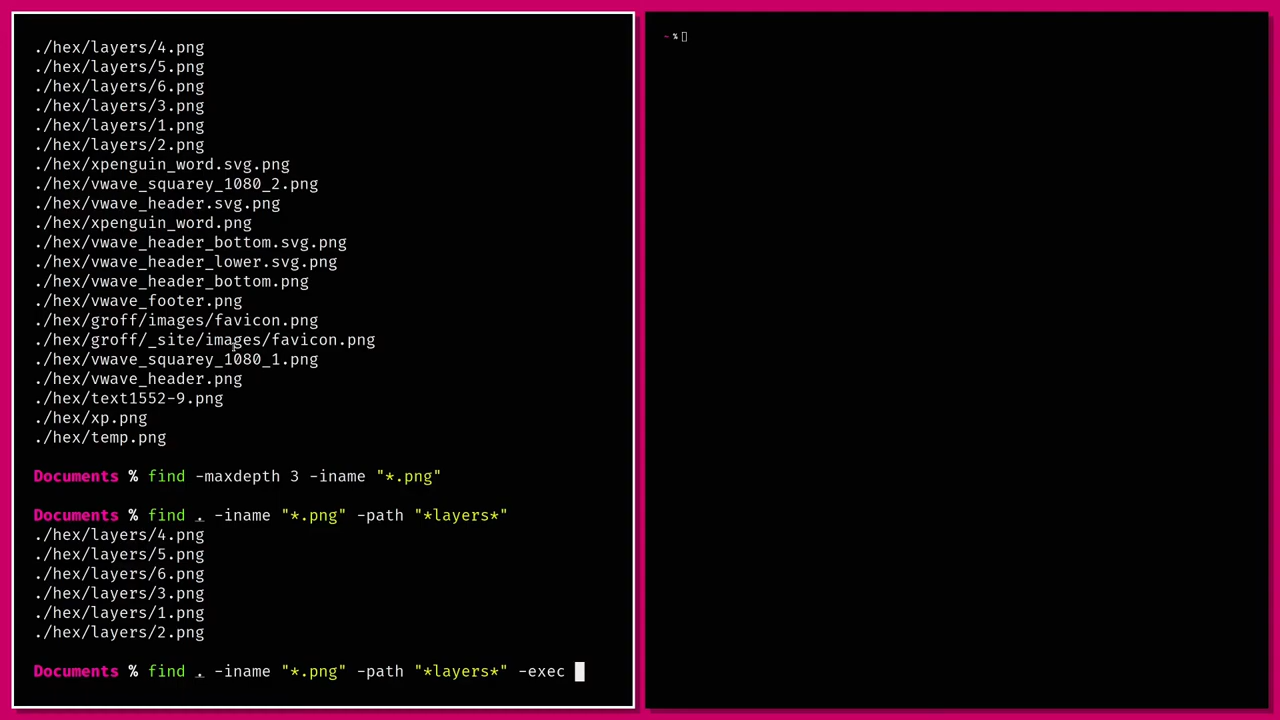 ./hex/layers/4.png
./hex/layers/5.png
./hex/layers/6.png
./hex/layers/3.png
./hex/layers/1.png
./hex/layers/2.png
./hex/xpenguin_word.svg.png
./hex/vwave_squarey_1080_2.png
./hex/vwave_header.svg.png
./hex/xpenguin_word.png
./hex/vwave_header_bottom.svg.png
./hex/vwave_header_lower.svg.png
./hex/vwave_header_bottom.png
./hex/vwave_footer.png
./hex/groff/images/favicon.png
./hex/groff/_site/images/favicon.png
./hex/vwave_squarey_1080_1.png
./hex/vwave_header.png
./hex/text1552-9.png
./hex/xp.png
./hex/temp.png
Documents % find -maxdepth 3 -iname "*.png"
Documents % find . -iname "*.png" -path "*layers*"
./hex/layers/4.png
./hex/layers/5.png
./hex/layers/6.png
./hex/layers/3.png
./hex/layers/1.png
./hex/layers/2.png
Documents % find . -iname "*.png" -path "*layers*" -exec
~ %